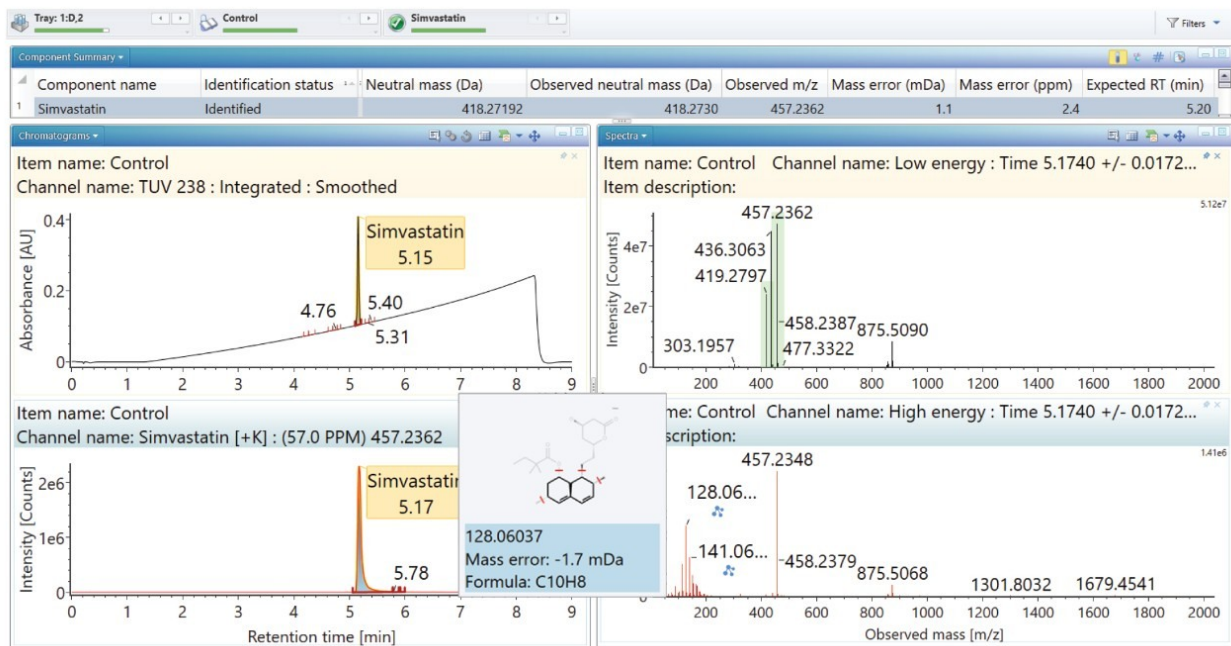 Tray: 1:D,2
Control
Simvastatin
Filters
Component Summary
Component name Identification status Neutral mass (Da) Observed neutral mass (Da) Observed m/z Mass error (mDa) Mass error (ppm) Expected RT (min)
1 Simvastatin Identified 418.27192 418.2730 457.2362 1.1 2.4 5.20
Chromatograms
Item name: Control
Channel name: TUV 238 : Integrated : Smoothed
Absorbance [AU]
0.4
0.2
0
Simvastatin
5.15
4.76
5.40
5.31
0 1 2 3 4 5 6 7 8 9
Item name: Control
Channel name: Simvastatin [+K] : (57.0 PPM) 457.2362
Intensity [Counts]
2e6
1e6
0
5.17
5.78
0 1 2 3 4 5 6 7 8 9
Retention time [min]
128.06037
Mass error: -1.7 mDa
Formula: C10H8
Spectra
Item name: Control Channel name: Low energy : Time 5.1740 +/- 0.0172...
Item description:
5.12e7
Intensity [Counts]
4e7
2e7
0
457.2362
436.3063
419.2797
458.2387
875.5090
303.1957
477.3322
200 400 600 800 1000 1200 1400 1600 1800 2000
Control Channel name: High energy : Time 5.1740 +/- 0.0172...
1.41e6
457.2348
128.06...
141.06...
458.2379
875.5068
1301.8032
1679.4541
200 400 600 800 1000 1200 1400 1600 1800 2000
Observed mass [m/z]